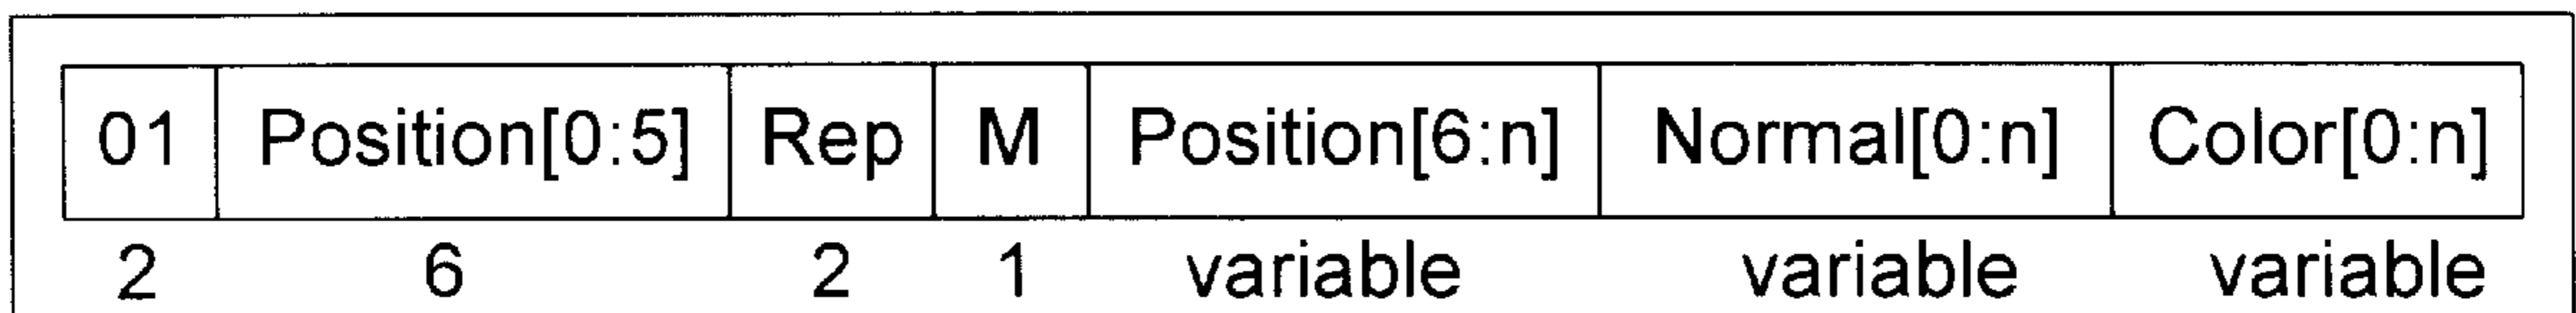 01 Position[0:5] Rep M Position[6:n] Normal[0:n] Color[0:n]
2 6 2 1 variable variable variable